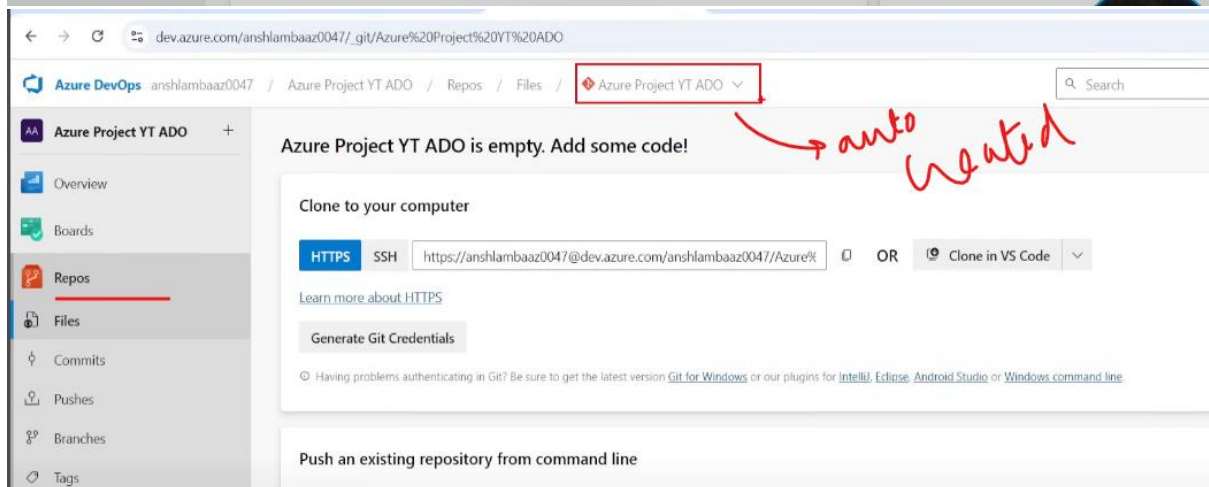 dev.azure.com/anshlambaaz0047/_git/Azure%20Project%20YT%20ADO
Azure DevOps anshlambaaz0047 / Azure Project YT ADO / Repos / Files / Azure Project YT ADO
Search
AA Azure Project YT ADO +
Overview
Boards
Repos
Files
Commits
Pushes
Branches
Tags
auto
created
Azure Project YT ADO is empty. Add some code!
Clone to your computer
HTTPS SSH https://anshlambaaz0047@dev.azure.com/anshlambaaz0047/Azure% OR Clone in VS Code
Learn more about HTTPS
Generate Git Credentials
Having problems authenticating in Git? Be sure to get the latest version Git for Windows or our plugins for IntelliJ, Eclipse, Android Studio or Windows command line.
Push an existing repository from command line